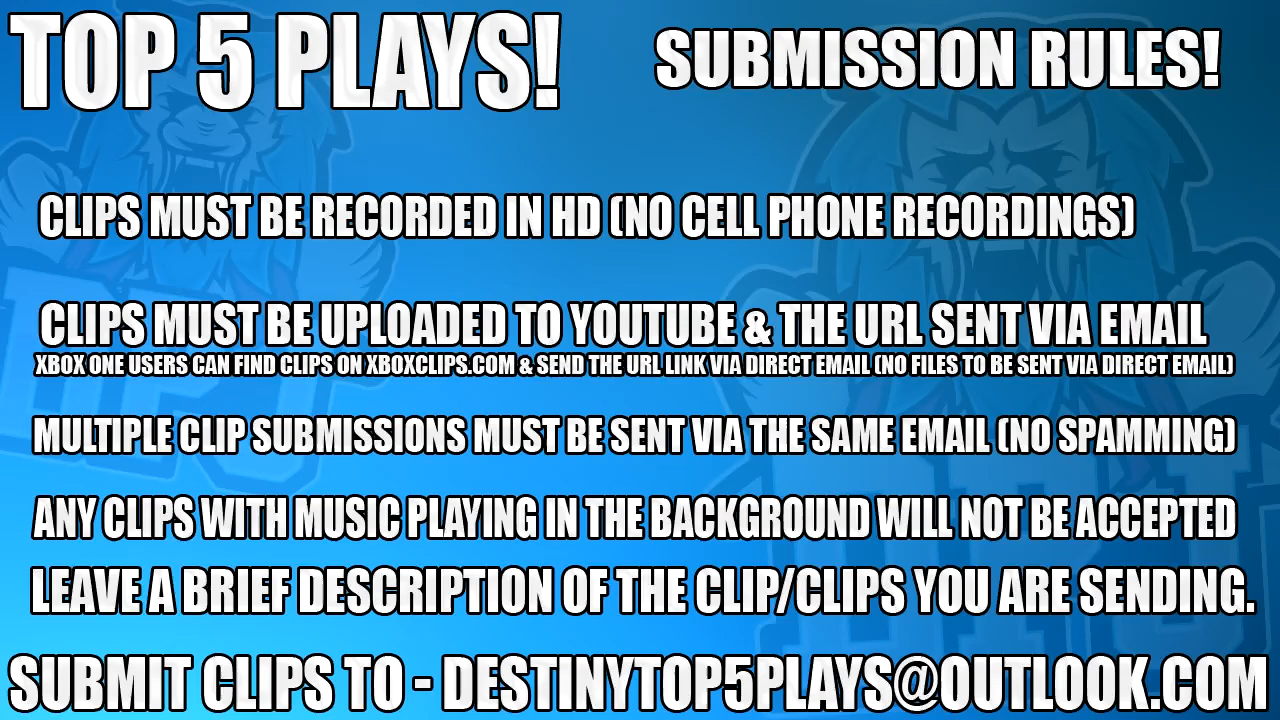 TOP 5 PLAYS!
SUBMISSION RULES!
CLIPS MUST BE RECORDED IN HD (NO CELL PHONE RECORDINGS)
CLIPS MUST BE UPLOADED TO YOUTUBE & THE URL SENT VIA EMAIL
XBOX ONE USERS CAN FIND CLIPS ON XBOXCLIPS.COM & SEND THE URL LINK VIA DIRECT EMAIL (NO FILES TO BE SENT VIA DIRECT EMAIL)
MULTIPLE CLIP SUBMISSIONS MUST BE SENT VIA THE SAME EMAIL (NO SPAMMING)
ANY CLIPS WITH MUSIC PLAYING IN THE BACKGROUND WILL NOT BE ACCEPTED
LEAVE A BRIEF DESCRIPTION OF THE CLIP/CLIPS YOU ARE SENDING.
SUBMIT CLIPS TO - DESTINYTOP5PLAYS@OUTLOOK.COM